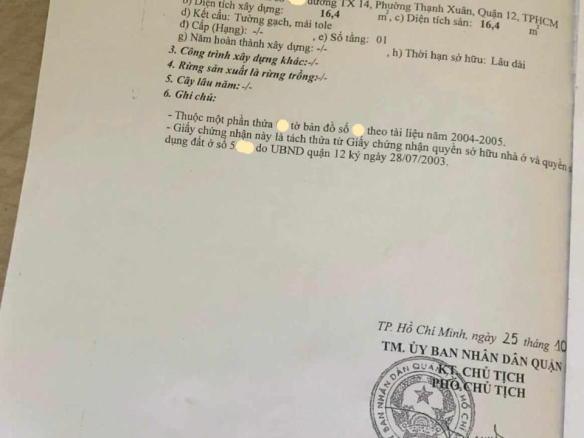 đường TX 14, Phường Thạnh Xuân, Quận 12, TPHCM
b) Diện tích xây dựng: 16,4 m², c) Diện tích sàn: 16,4 m²
d) Kết cấu: Tường gạch, mái tole
đ) Cấp (Hạng): -/- , e) Số tầng: 01
g) Năm hoàn thành xây dựng: -/- , h) Thời hạn sở hữu: Lâu dài
3. Công trình xây dựng khác:-/-
4. Rừng sản xuất là rừng trồng:-/-
5. Cây lâu năm: -/-
6. Ghi chú:
- Thuộc một phần thửa tờ bản đồ số theo tài liệu năm 2004-2005.
- Giấy chứng nhận này là tách thửa từ Giấy chứng nhận quyền sở hữu nhà ở và quyền
dụng đất ở số 5 do UBND quận 12 ký ngày 28/07/2003.
TP. Hồ Chí Minh, ngày 25 tháng 10
TM. ỦY BAN NHÂN DÂN QUẬN
KT. CHỦ TỊCH
PHÓ CHỦ TỊCH